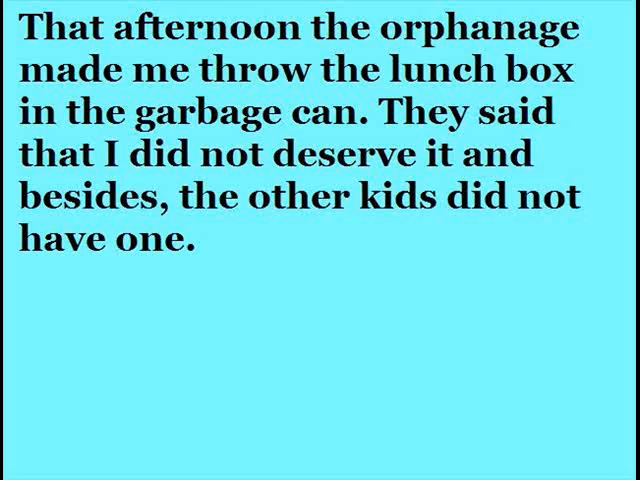 That afternoon the orphanage
made me throw the lunch box
in the garbage can. They said
that I did not deserve it and
besides, the other kids did not
have one.